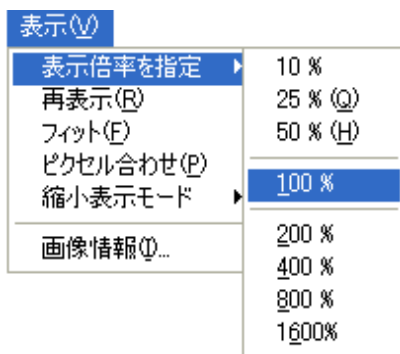 表示(V)
表示倍率を指定
再表示(R)
フィット(F)
ピクセル合わせ(P)
縮小表示モード
画像情報(I)...
10 %
25 % (Q)
50 % (H)
100 %
200 %
400 %
800 %
1600%